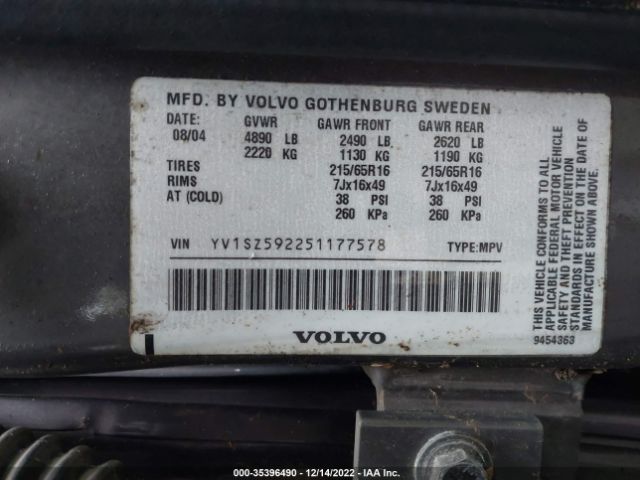 MFD. BY VOLVO GOTHENBURG SWEDEN
DATE: GVWR GAWR FRONT GAWR REAR
08/04 4890 LB 2490 LB 2620 LB
2220 KG 1130 KG 1190 KG
TIRES 215/65R16 215/65R16
RIMS 7Jx16x49 7Jx16x49
AT (COLD) 38 PSI 38 PSI
260 KPa 260 KPa
VIN YV1SZ592251177578 TYPE: MPV
VOLVO
THIS VEHICLE CONFORMS TO ALL
APPLICABLE FEDERAL MOTOR VEHICLE
SAFETY AND THEFT PREVENTION
STANDARDS IN EFFECT ON THE DATE OF
MANUFACTURE SHOWN ABOVE.
9454363
000-35396490 - 12/14/2022 - IAA Inc.